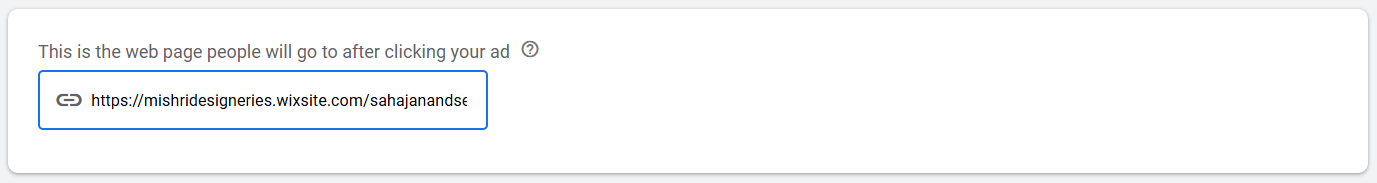 This is the web page people will go to after clicking your ad
https://mishridesigneries.wixsite.com/sahajanandse